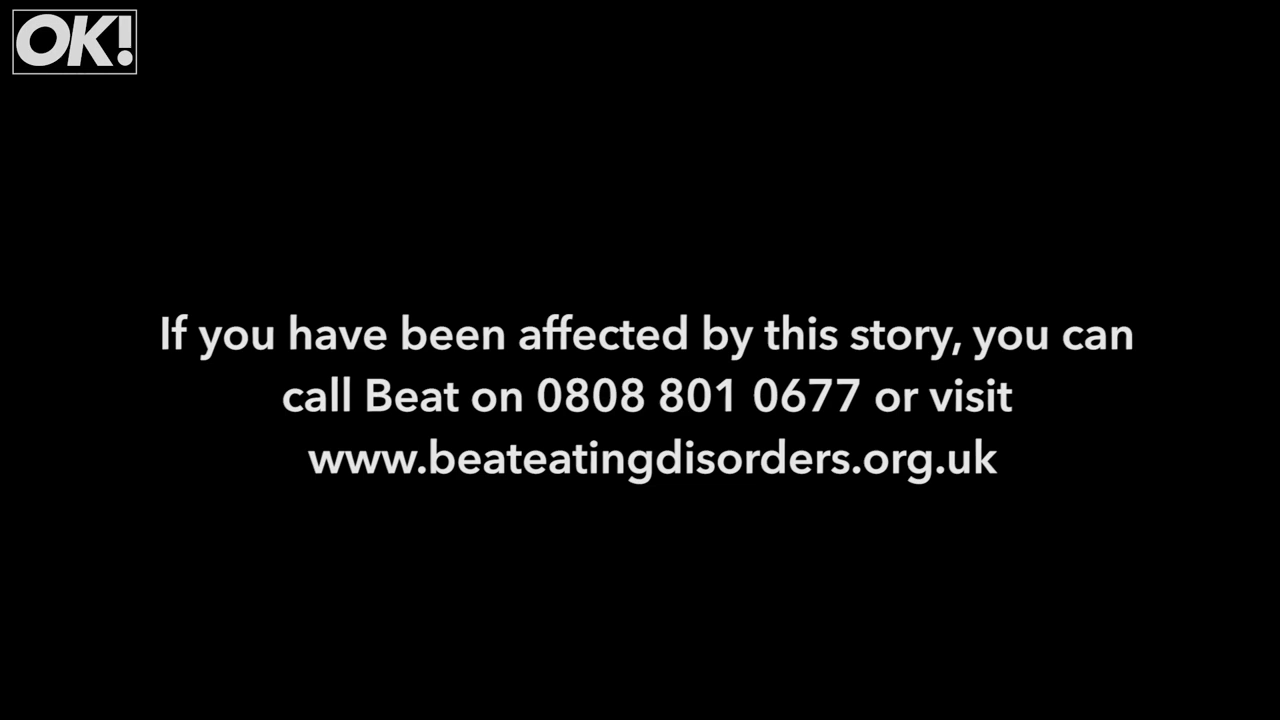 OK!
If you have been affected by this story, you can
call Beat on 0808 801 0677 or visit
www.beateatingdisorders.org.uk